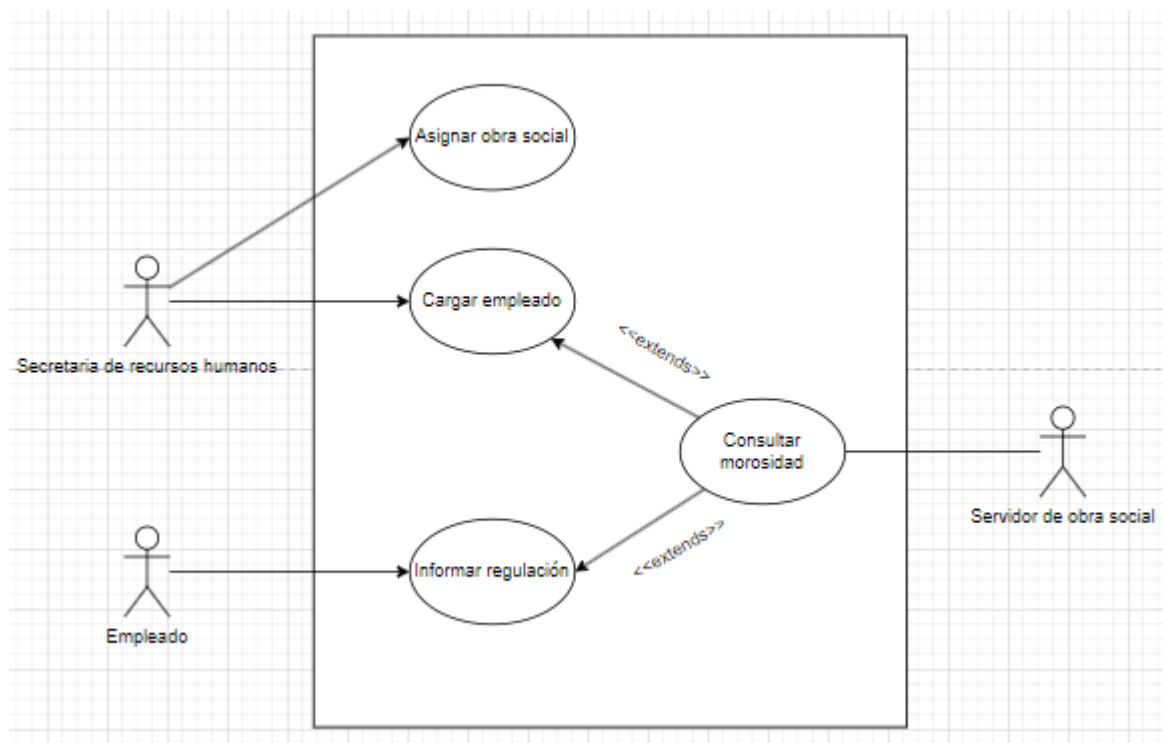 Asignar obra social
Cargar empleado
Secretaria de recursos humanos
<<extends>>
Consultar
morosidad
Servidor de obra social
<<extends>>
Informar regulación
Empleado